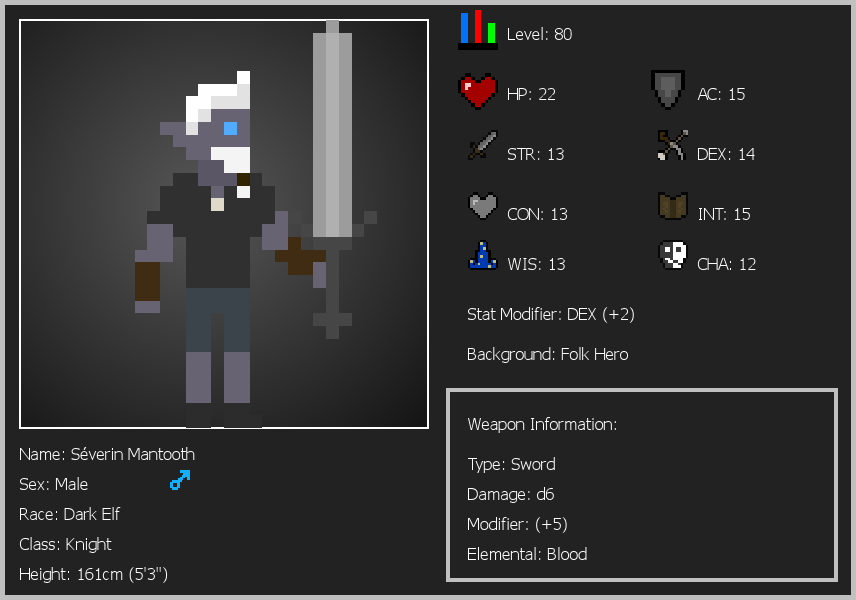 Level: 80
HP: 22
AC: 15
STR: 13
DEX: 14
CON: 13
INT: 15
WIS: 13
CHA: 12
Stat Modifier: DEX (+2)
Background: Folk Hero
Weapon Information:
Type: Sword
Damage: d6
Modifier: (+5)
Elemental: Blood
Name: Séverin Mantooth
Sex: Male
Race: Dark Elf
Class: Knight
Height: 161cm (5'3")